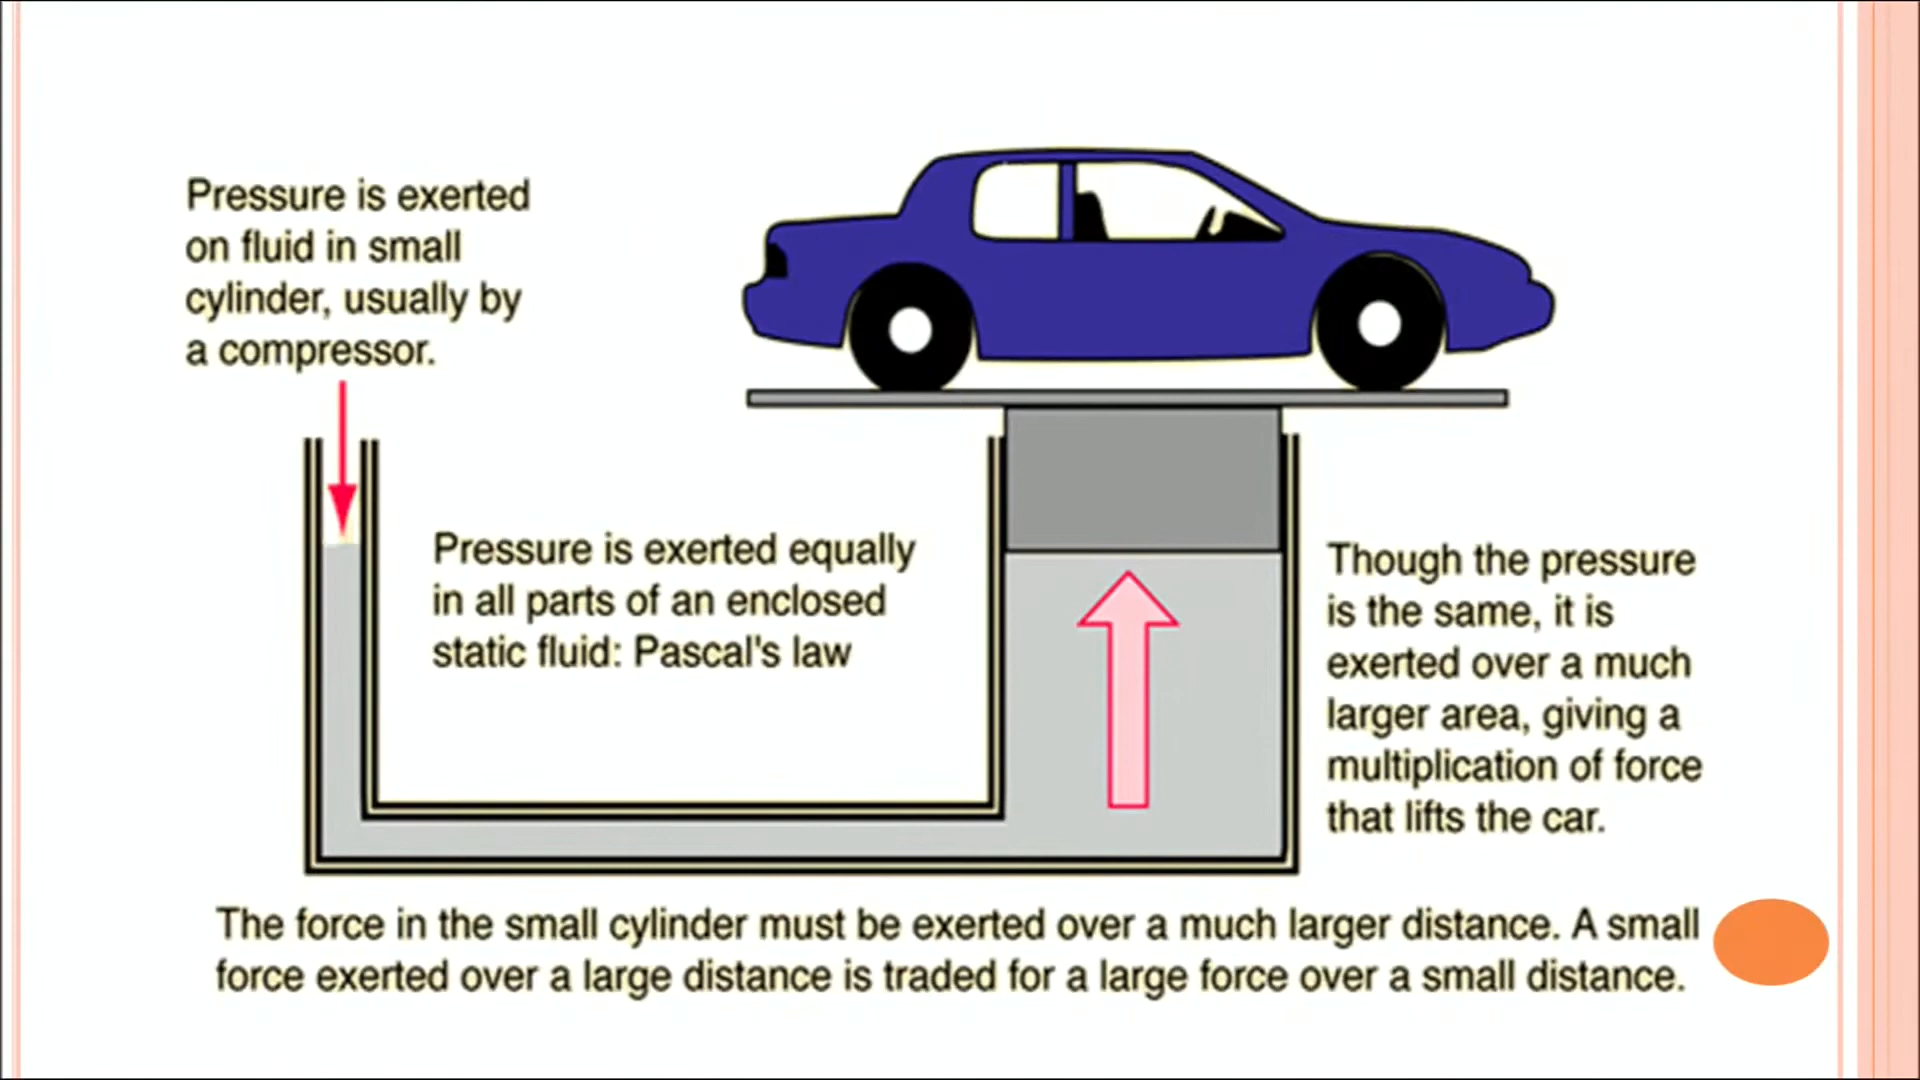 Pressure is exerted
on fluid in small
cylinder, usually by
a compressor.
Pressure is exerted equally
in all parts of an enclosed
static fluid: Pascal's law
Though the pressure
is the same, it is
exerted over a much
larger area, giving a
multiplication of force
that lifts the car.
The force in the small cylinder must be exerted over a much larger distance. A small
force exerted over a large distance is traded for a large force over a small distance.